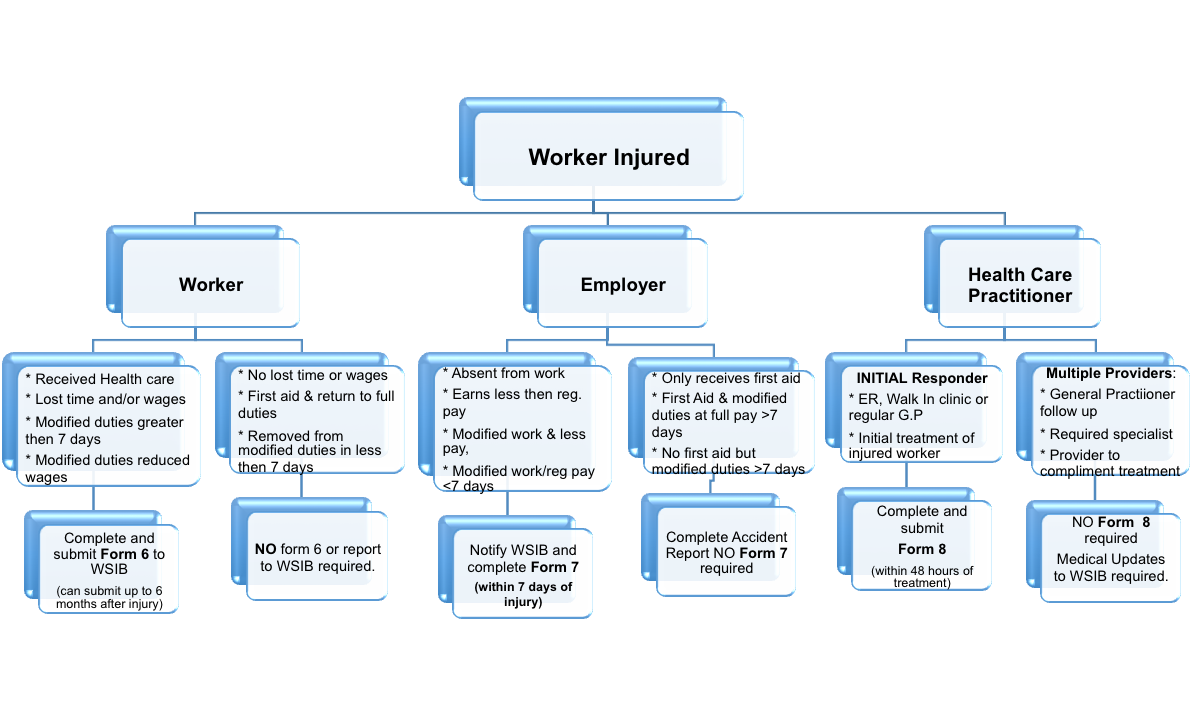 Worker Injured
Worker
Employer
Health Care
Practitioner
* Received Health care
* Lost time and/or wages
* Modified duties greater
then 7 days
* Modified duties reduced
wages
* No lost time or wages
* First aid & return to full
duties
* Removed from
modified duties in less
then 7 days
* Absent from work
* Earns less then reg.
pay
* Modified work & less
pay,
* Modified work/reg pay
<7 days
* Only receives first aid
* First Aid & modified
duties at full pay >7
days
* No first aid but
modified duties >7 days
INITIAL Responder
* ER, Walk In clinic or
regular G.P
* Initial treatment of
injured worker
Multiple Providers:
* General Practioner
follow up
* Required specialist
* Provider to
compliment treatment
Complete and
submit Form 6 to
WSIB
(can submit up to 6
months after injury)
NO form 6 or report
to WSIB required.
Notify WSIB and
complete Form 7
(within 7 days of
injury)
Complete Accident
Report NO Form 7
required
Complete and
submit
Form 8
(within 48 hours of
treatment)
NO Form 8
required
Medical Updates
to WSIB required.